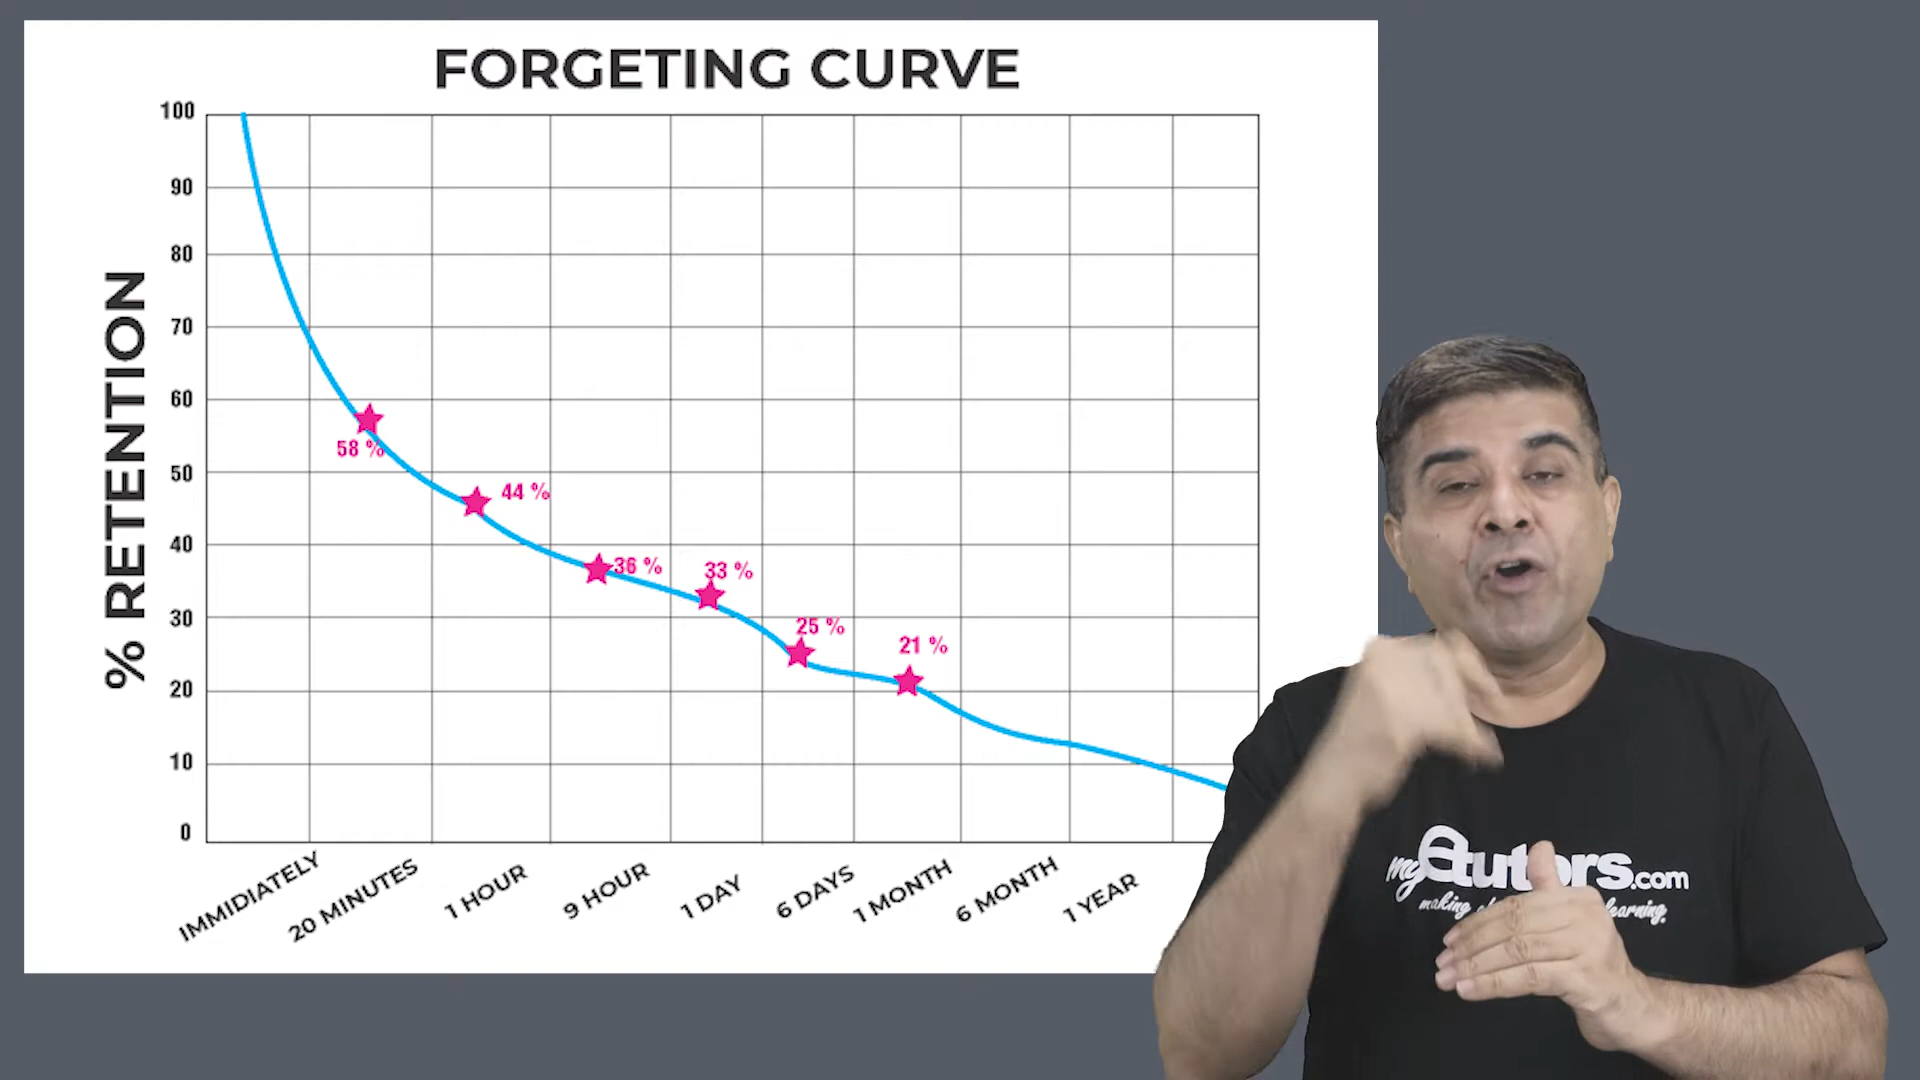 FORGETING CURVE
% RETENTION
100
90
80
70
60
50
40
30
20
10
0
58 %
44 %
36 %
33 %
25 %
21 %
IMMIDIATELY
20 MINUTES
1 HOUR
9 HOUR
1 DAY
6 DAYS
1 MONTH
6 MONTH
1 YEAR
myetutors.com
making